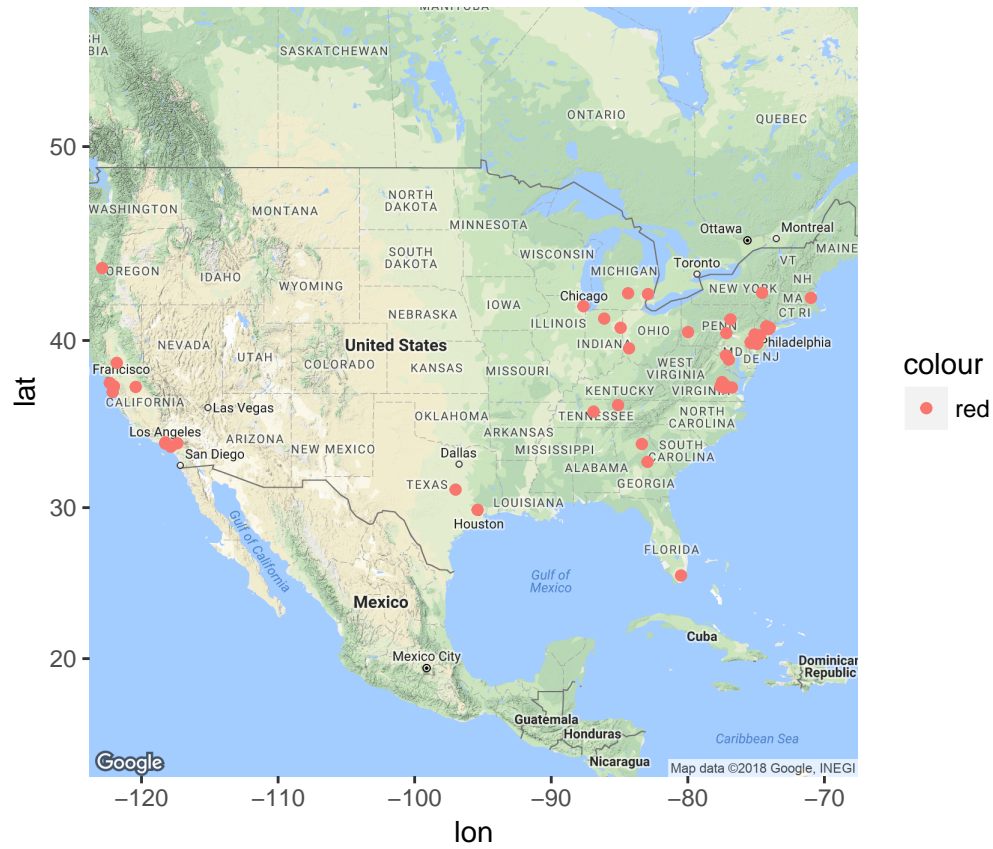 MANITOBA
SH
BIA
SASKATCHEWAN
ONTARIO
QUEBEC
50
WASHINGTON
MONTANA
NORTH
DAKOTA
MINNESOTA
Ottawa
Montreal
MAINE
OREGON
IDAHO
WYOMING
SOUTH
DAKOTA
WISCONSIN
MICHIGAN
Toronto
VT
NH
NEW YORK
MA
CT RI
Chicago
IOWA
NEBRASKA
ILLINOIS
INDIANA
OHIO
PENN
40
NEVADA
UTAH
COLORADO
United States
KANSAS
MISSOURI
WEST
VIRGINIA
MD
DE
NJ
Philadelphia
Francisco
CALIFORNIA
Las Vegas
KENTUCKY
VIRGINIA
OKLAHOMA
TENNESSEE
NORTH
CAROLINA
Los Angeles
ARIZONA
NEW MEXICO
ARKANSAS
MISSISSIPPI
SOUTH
CAROLINA
San Diego
Dallas
ALABAMA
GEORGIA
TEXAS
LOUISIANA
30
Houston
Gulf of California
FLORIDA
Gulf of
Mexico
Mexico
Cuba
20
Mexico City
Dominican
Republic
Guatemala
Honduras
Nicaragua
Caribbean Sea
Google
Map data ©2018 Google, INEGI
−120
−110
−100
−90
−80
−70
lon
lat
colour
red